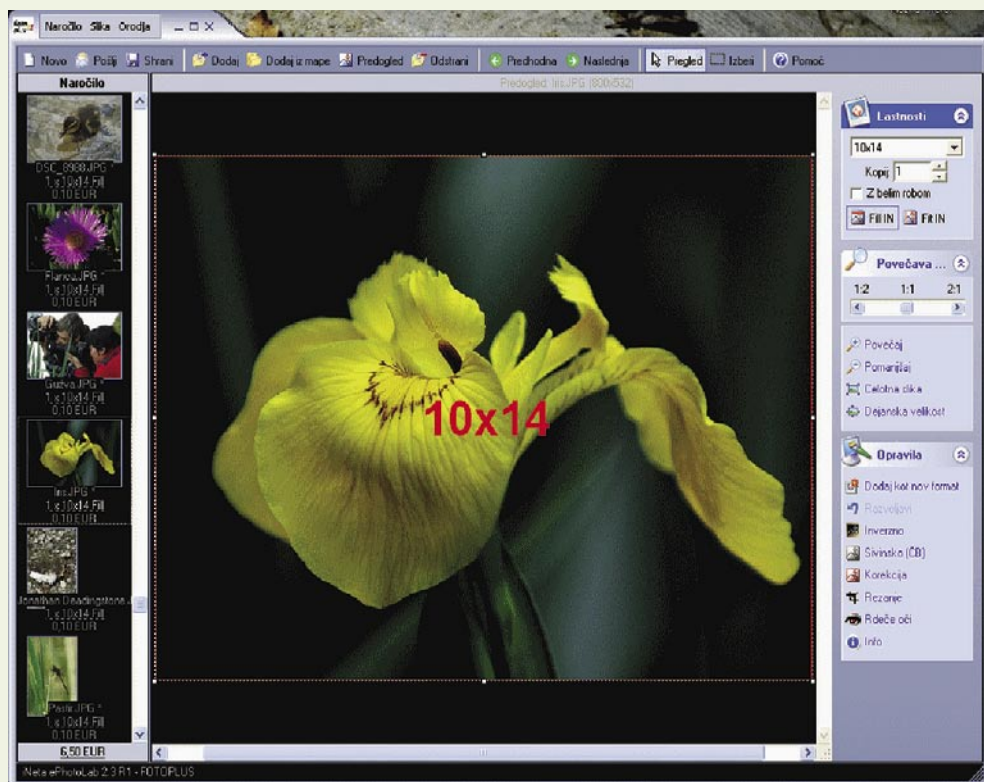 Naročilo Slika Orodja
Novo Pošlji Shrani Dodaj Dodaj iz mape Predogled Odstrani Predhodna Naslednja Pregled Izberi Pomoč
Naročilo
Predogled: Iris.JPG (800x532)
DSC_8988.JPG *
1, s 10x14, Fill
0,10 EUR
1, s 10x14, Fill
0,10 EUR
Gužva.JPG *
1, s 10x14, Fill
0,10 EUR
Iris.JPG *
1, s 10x14, Fill
0,10 EUR
Jonathan Deadingstone.J
1, s 10x14, Fill
0,10 EUR
Pastir.JPG *
1, s 10x14, Fill
0,10 EUR
6,50 EUR
10x14
Lastnosti
10x14
Kopij: 1
Z belim robom
Fill IN Fit IN
Povečava ...
1:2 1:1 2:1
Povečaj
Pomanjšaj
Celotna slika
Dejanska velikost
Opravila
Dodaj kot nov format
Razveljavi
Inverzno
Sivinsko (ČB)
Korekcija
Rezanje
Rdeče oči
Info
iNeta ePhotoLab 2.3 R1 - FOTOPLUS